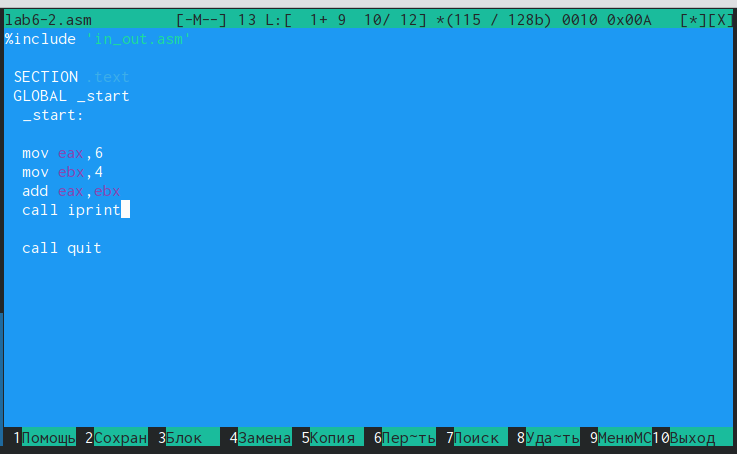 lab6-2.asm [-M--] 13 L:[ 1+ 9 10/ 12] *(115 / 128b) 0010 0x00A [*][X]
%include 'in_out.asm'
SECTION .text
GLOBAL _start
_start:
mov eax,6
mov ebx,4
add eax,ebx
call iprint
call quit
1Помощь 2Сохран 3Блок 4Замена 5Копия 6Пер~ть 7Поиск 8Уда~ть 9МенюMC 10Выход